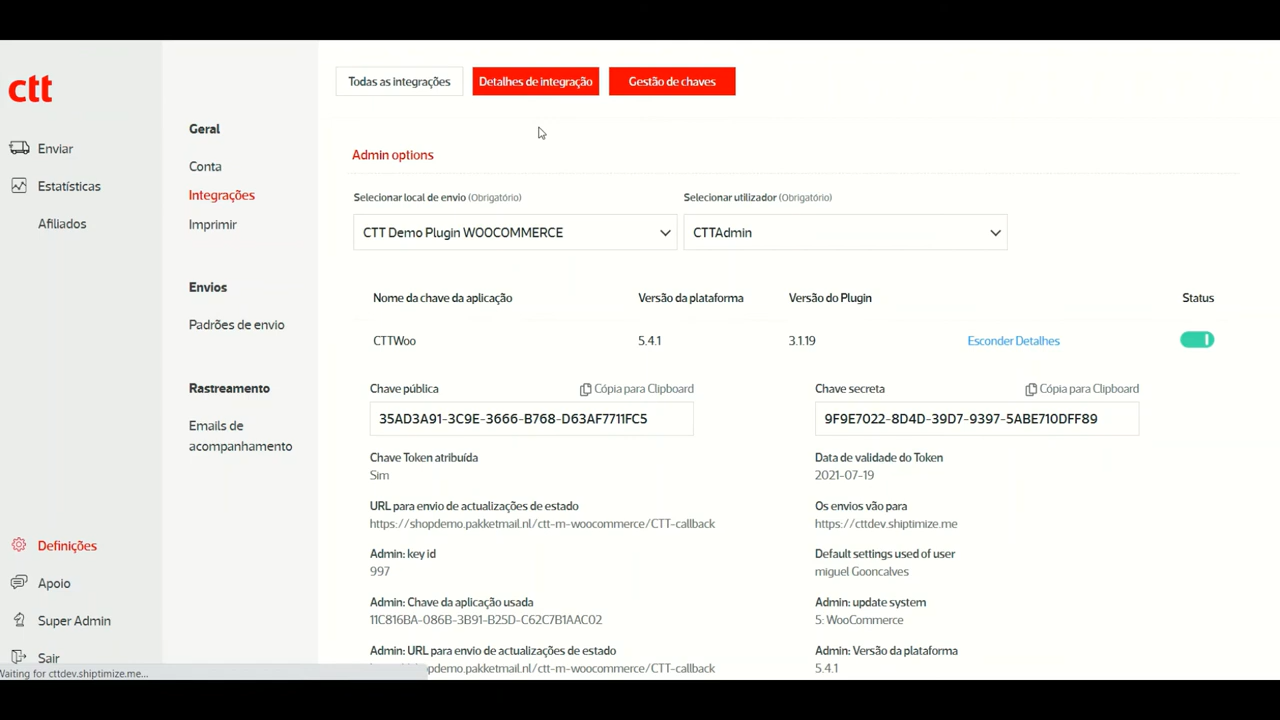 ctt
Enviar
Estatísticas
Afiliados
Definições
Apoio
Super Admin
Sair
Waiting for cttdev.shiptimize.me...
Geral
Conta
Integrações
Imprimir
Envios
Padrões de envio
Rastreamento
Emails de
acompanhamento
Todas as integrações
Detalhes de integração
Gestão de chaves
Admin options
Selecionar local de envio (Obrigatório)
Selecionar utilizador (Obrigatório)
CTT Demo Plugin WOOCOMMERCE
CTTAdmin
Nome da chave da aplicação
Versão da plataforma
Versão do Plugin
Status
CTTWoo
5.4.1
3.1.19
Esconder Detalhes
Chave pública
Cópia para Clipboard
Chave secreta
Cópia para Clipboard
35AD3A91-3C9E-3666-B768-D63AF7711FC5
9F9E7022-8D4D-39D7-9397-5ABE710DFF89
Chave Token atribuída
Sim
Data de validade do Token
2021-07-19
URL para envio de actualizações de estado
https://shopdemo.pakketmail.nl/ctt-m-woocommerce/CTT-callback
Os envios vão para
https://cttdev.shiptimize.me
Admin: key id
997
Default settings used of user
miguel Gooncalves
Admin: Chave da aplicação usada
11C816BA-086B-3B91-B25D-C62C7B1AAC02
Admin: update system
5: WooCommerce
Admin: URL para envio de actualizações de estado
opdemo.pakketmail.nl/ctt-m-woocommerce/CTT-callback
Admin: Versão da plataforma
5.4.1